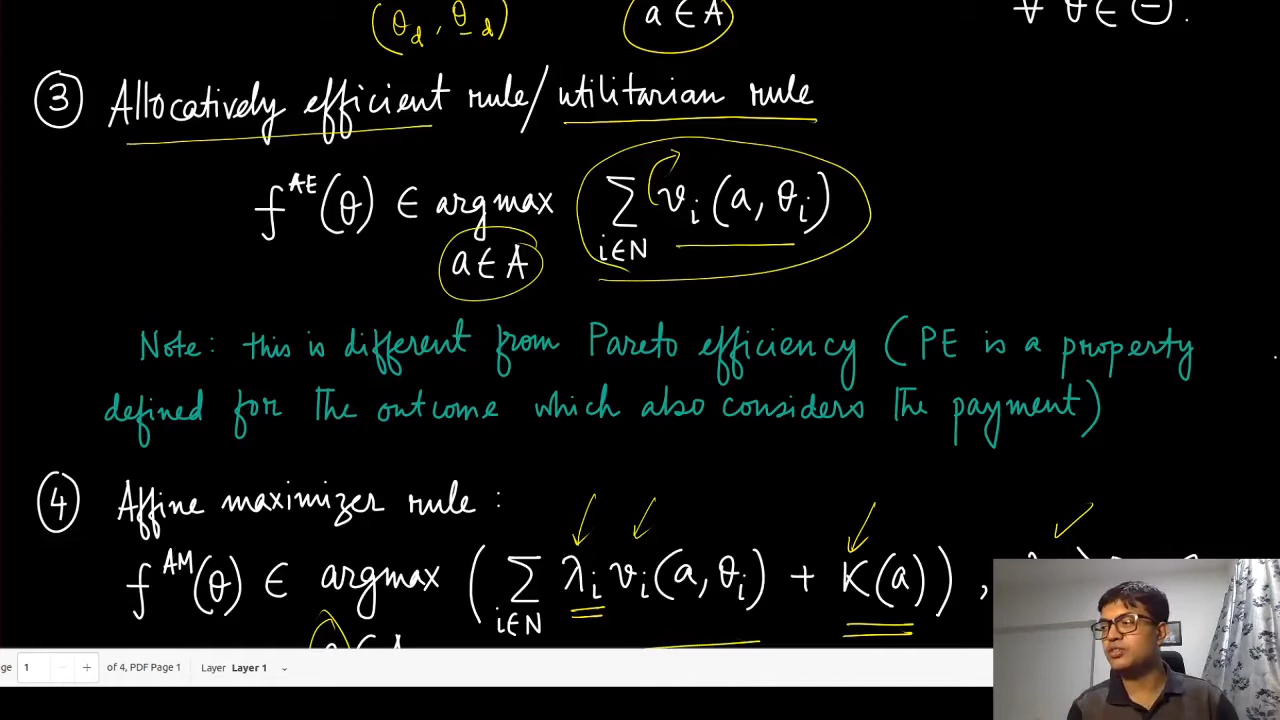 (θ_d, θ_-d) a ∈ A ∀ θ ∈ Θ.
③ Allocatively efficient rule/utilitarian rule
f^AE(θ) ∈ argmax Σ v_i(a, θ_i)
a ∈ A i∈N
Note: this is different from Pareto efficiency (PE is a property
defined for the outcome which also considers the payment)
④ Affine maximizer rule:
f^AM(θ) ∈ argmax ( Σ λ_i v_i(a, θ_i) + K(a) ),
i∈N
ge 1 − + of 4, PDF Page 1 Layer Layer 1